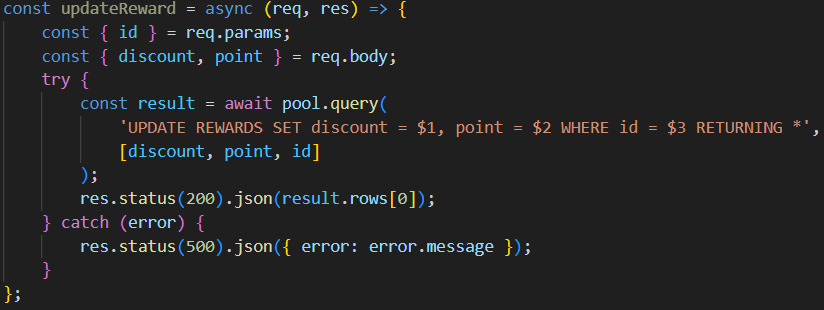 const updateReward = async (req, res) => {
    const { id } = req.params;
    const { discount, point } = req.body;
    try {
        const result = await pool.query(
            'UPDATE REWARDS SET discount = $1, point = $2 WHERE id = $3 RETURNING *',
            [discount, point, id]
        );
        res.status(200).json(result.rows[0]);
    } catch (error) {
        res.status(500).json({ error: error.message });
    }
};